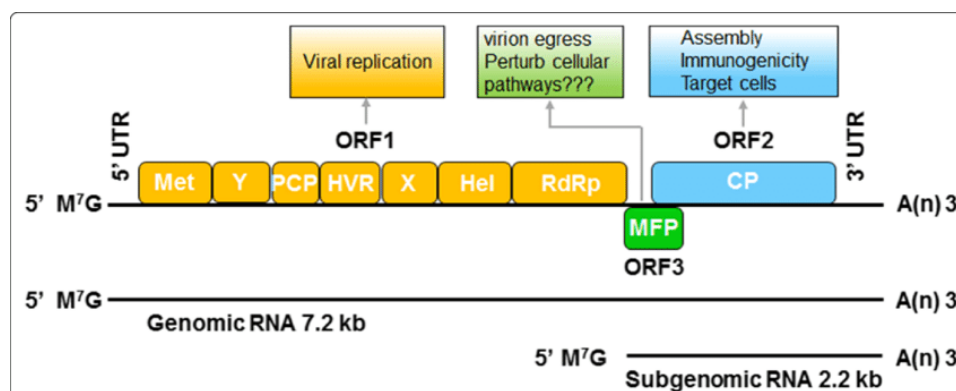 Viral replication
virion egress
Perturb cellular
pathways???
Assembly
Immunogenicity
Target cells
5' UTR
ORF1
ORF2
3' UTR
Met Y PCP HVR X Hel RdRp CP
5' M⁷G A(n) 3
MFP
ORF3
5' M⁷G A(n) 3
Genomic RNA 7.2 kb
5' M⁷G A(n) 3
Subgenomic RNA 2.2 kb